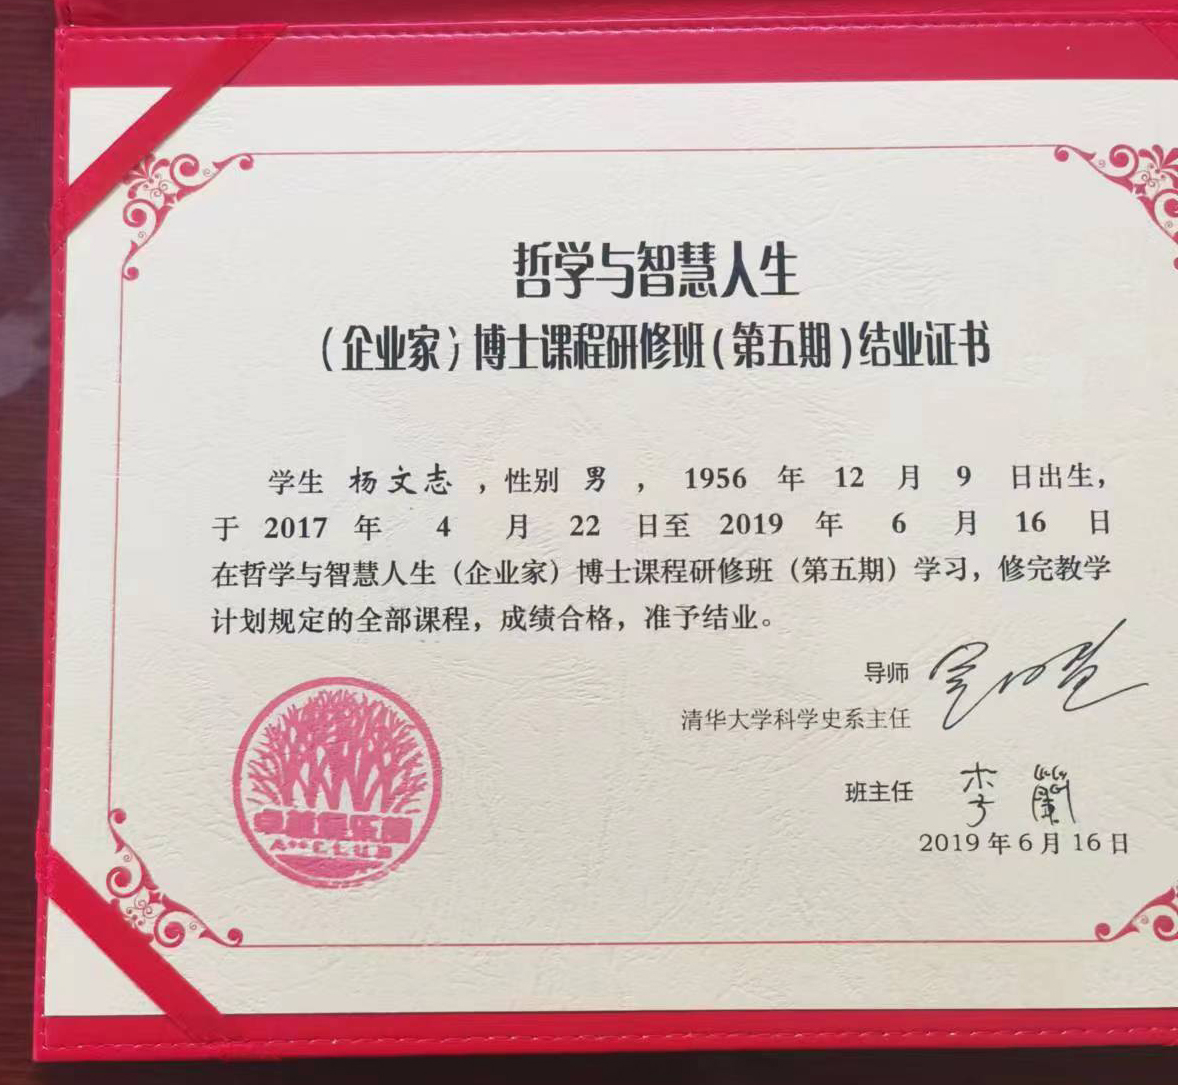 哲学与智慧人生
（企业家）博士课程研修班（第五期）结业证书
学生 杨文志 ，性别 男 ， 1956 年 12 月 9 日出生，
于 2017 年 4 月 22 日至 2019 年 6 月 16 日
在哲学与智慧人生（企业家）博士课程研修班（第五期）学习，修完教学
计划规定的全部课程，成绩合格，准予结业。
导师
清华大学科学史系主任
班主任 李
2019 年 6 月 16 日
俱乐部
CLUB